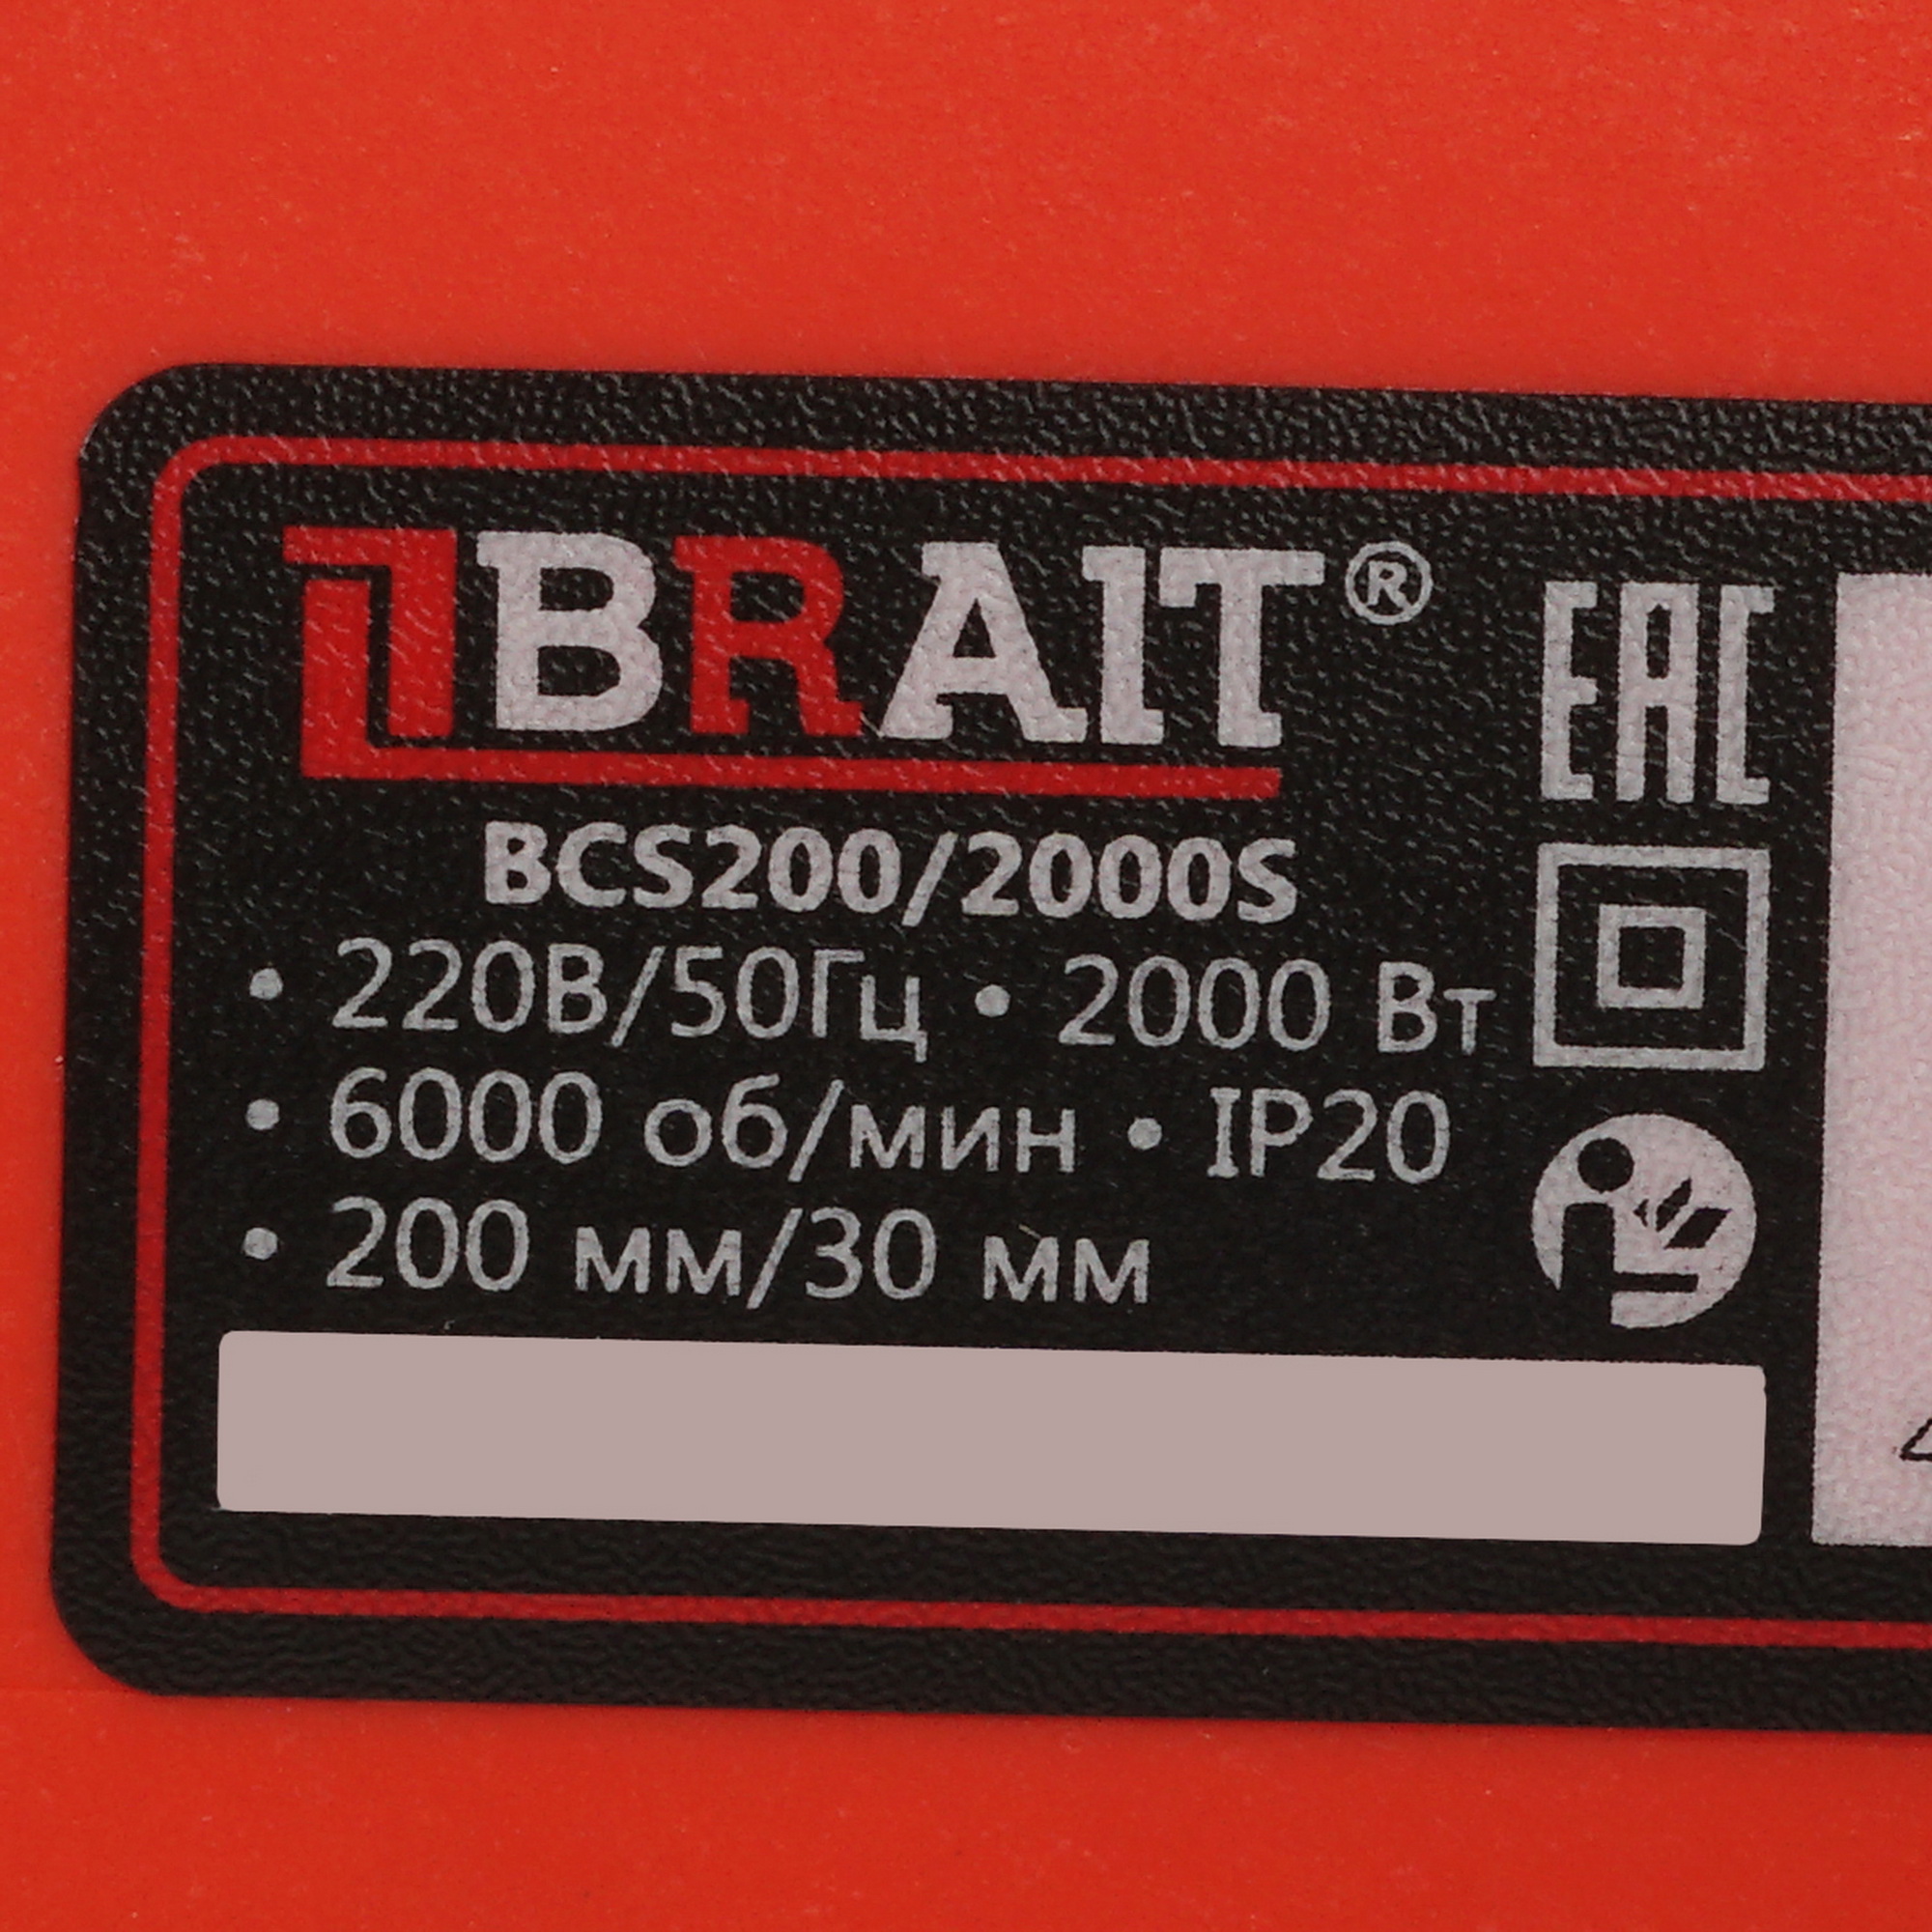 BRAIT®
EAC
BCS200/2000S
• 220В/50Гц • 2000 Вт
• 6000 об/мин • IP20
• 200 мм/30 мм